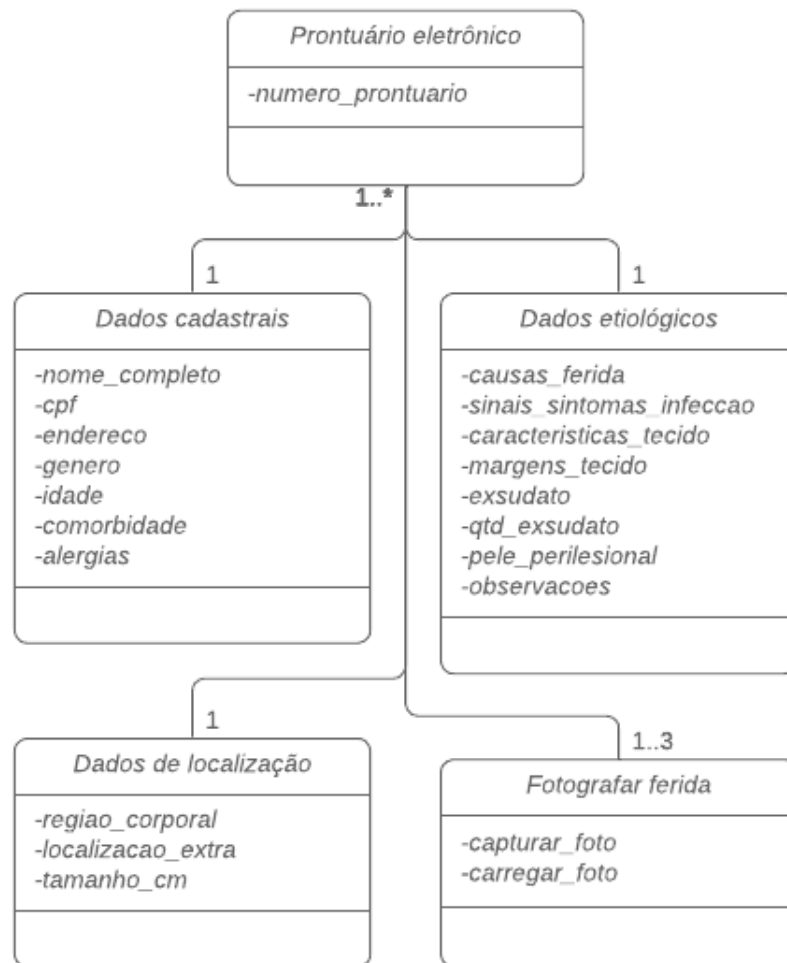 Prontuário eletrônico
-numero_prontuario
1..*
1
Dados cadastrais
-nome_completo
-cpf
-endereco
-genero
-idade
-comorbidade
-alergias
1
Dados etiológicos
-causas_ferida
-sinais_sintomas_infeccao
-caracteristicas_tecido
-margens_tecido
-exsudato
-qtd_exsudato
-pele_perilesional
-observacoes
1
Dados de localização
-regiao_corporal
-localizacao_extra
-tamanho_cm
1..3
Fotografar ferida
-capturar_foto
-carregar_foto